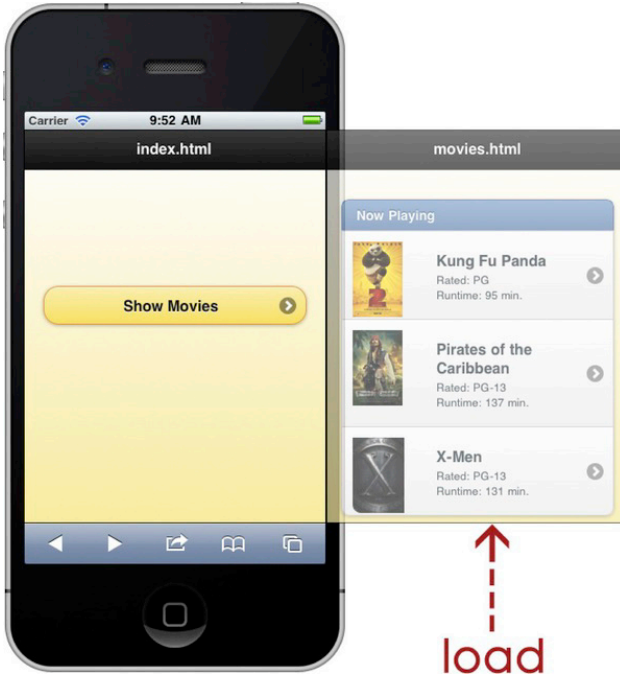 Carrier 9:52 AM
index.html
movies.html
Now Playing
Show Movies
Kung Fu Panda
Rated: PG
Runtime: 95 min.
2
Pirates of the
Caribbean
Rated: PG-13
Runtime: 137 min.
X-Men
Rated: PG-13
Runtime: 131 min.
load